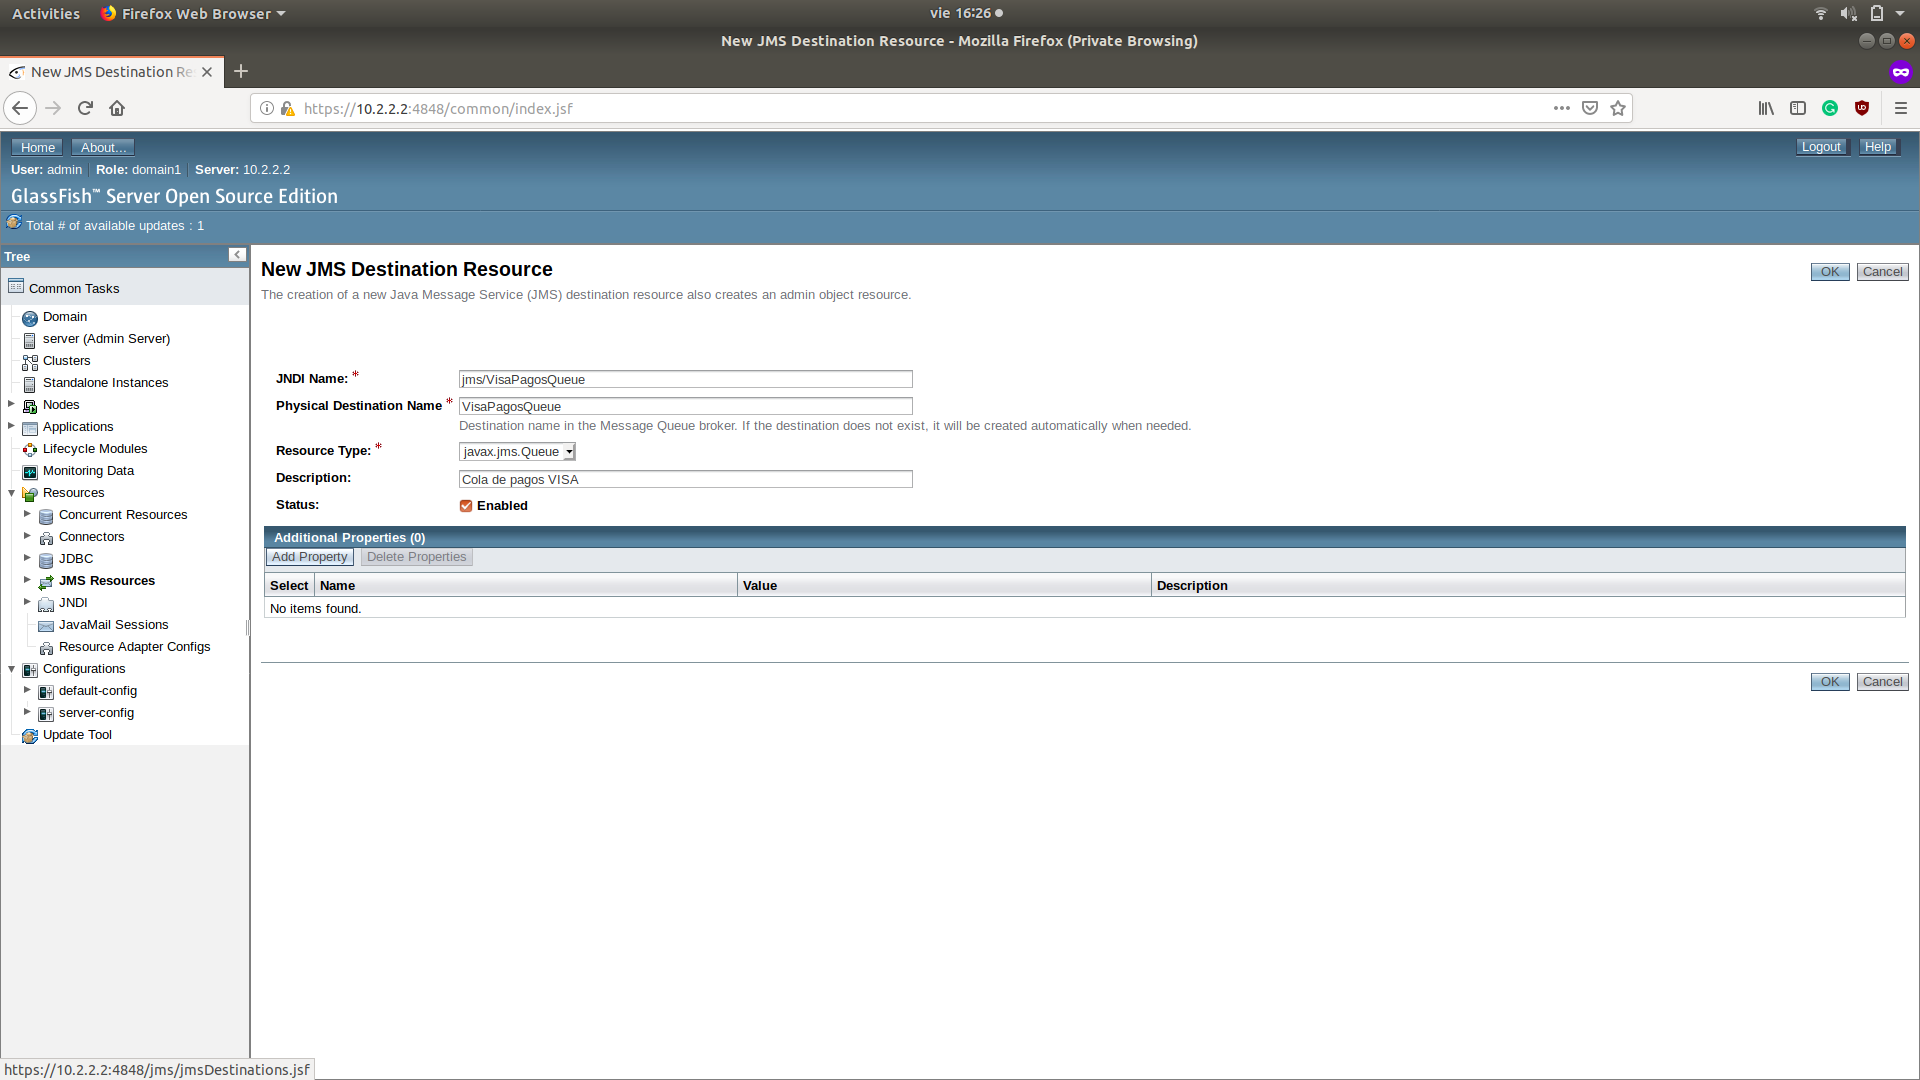 Activities
Firefox Web Browser
vie 16:26
New JMS Destination Resource - Mozilla Firefox (Private Browsing)
New JMS Destination Re
https://10.2.2.2:4848/common/index.jsf
Home
About...
Logout
Help
User: admin
Role: domain1
Server: 10.2.2.2
GlassFish™ Server Open Source Edition
Total # of available updates : 1
Tree
Common Tasks
Domain
server (Admin Server)
Clusters
Standalone Instances
Nodes
Applications
Lifecycle Modules
Monitoring Data
Resources
Concurrent Resources
Connectors
JDBC
JMS Resources
JNDI
JavaMail Sessions
Resource Adapter Configs
Configurations
default-config
server-config
Update Tool
New JMS Destination Resource
OK
Cancel
The creation of a new Java Message Service (JMS) destination resource also creates an admin object resource.
JNDI Name: *
jms/VisaPagosQueue
Physical Destination Name *
VisaPagosQueue
Destination name in the Message Queue broker. If the destination does not exist, it will be created automatically when needed.
Resource Type: *
javax.jms.Queue
Description:
Cola de pagos VISA
Status:
Enabled
Additional Properties (0)
Add Property
Delete Properties
Select
Name
Value
Description
No items found.
OK
Cancel
https://10.2.2.2:4848/jms/jmsDestinations.jsf